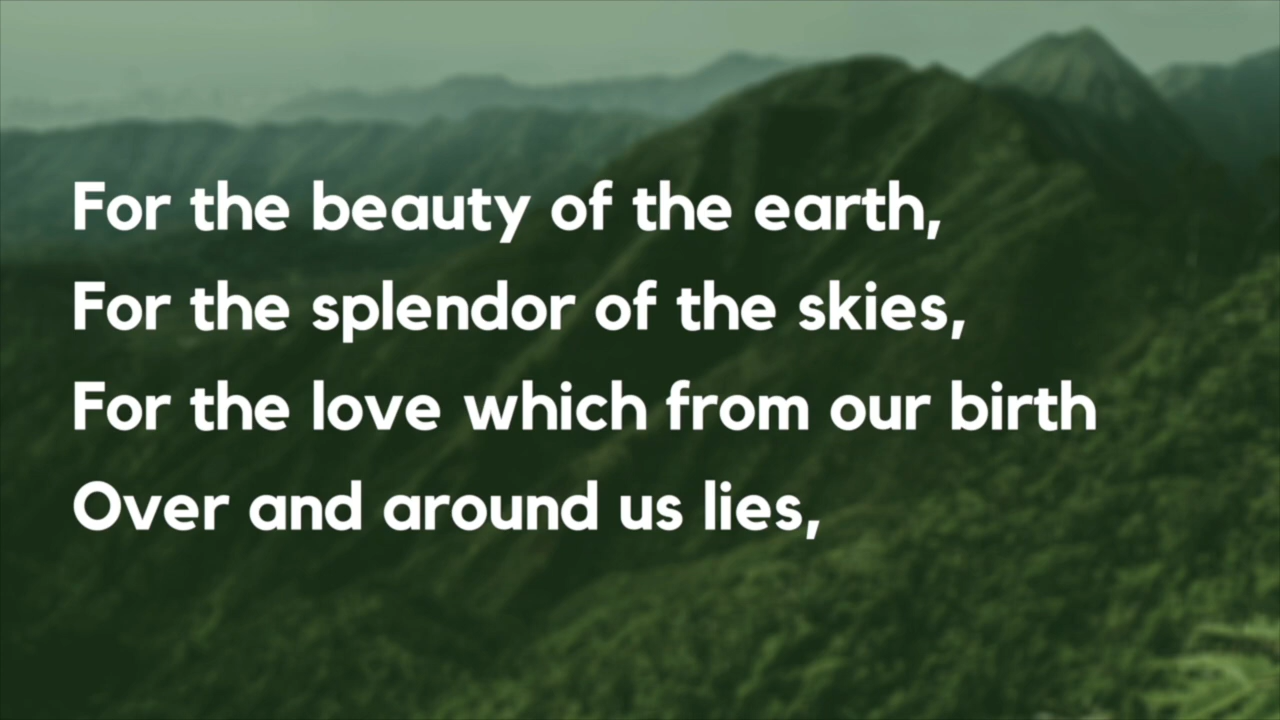 For the beauty of the earth,
For the splendor of the skies,
For the love which from our birth
Over and around us lies,